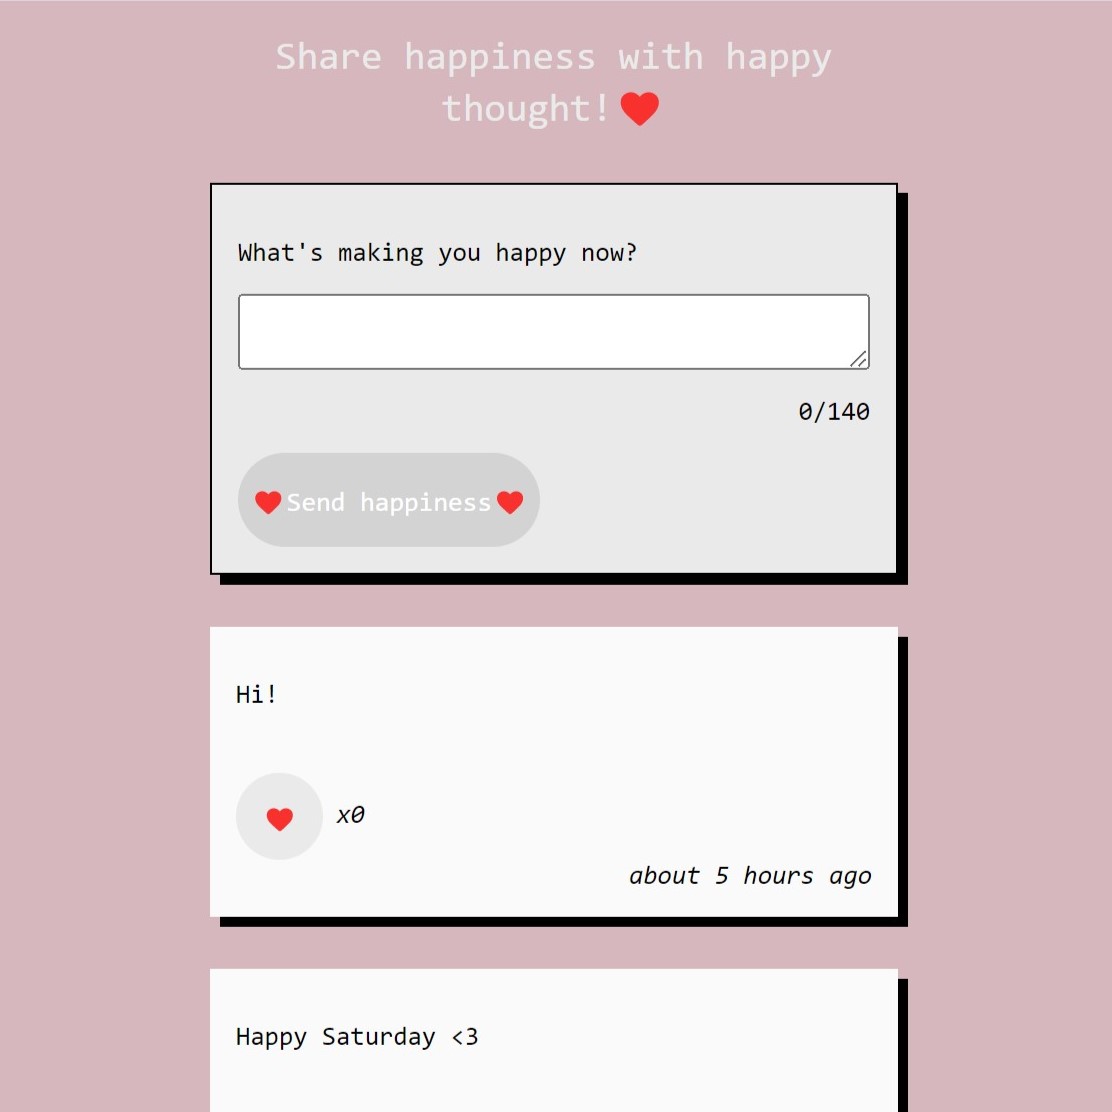 Share happiness with happy
thought!❤️
What's making you happy now?
0/140
❤️Send happiness❤️
Hi!
❤️ x0
about 5 hours ago
Happy Saturday <3